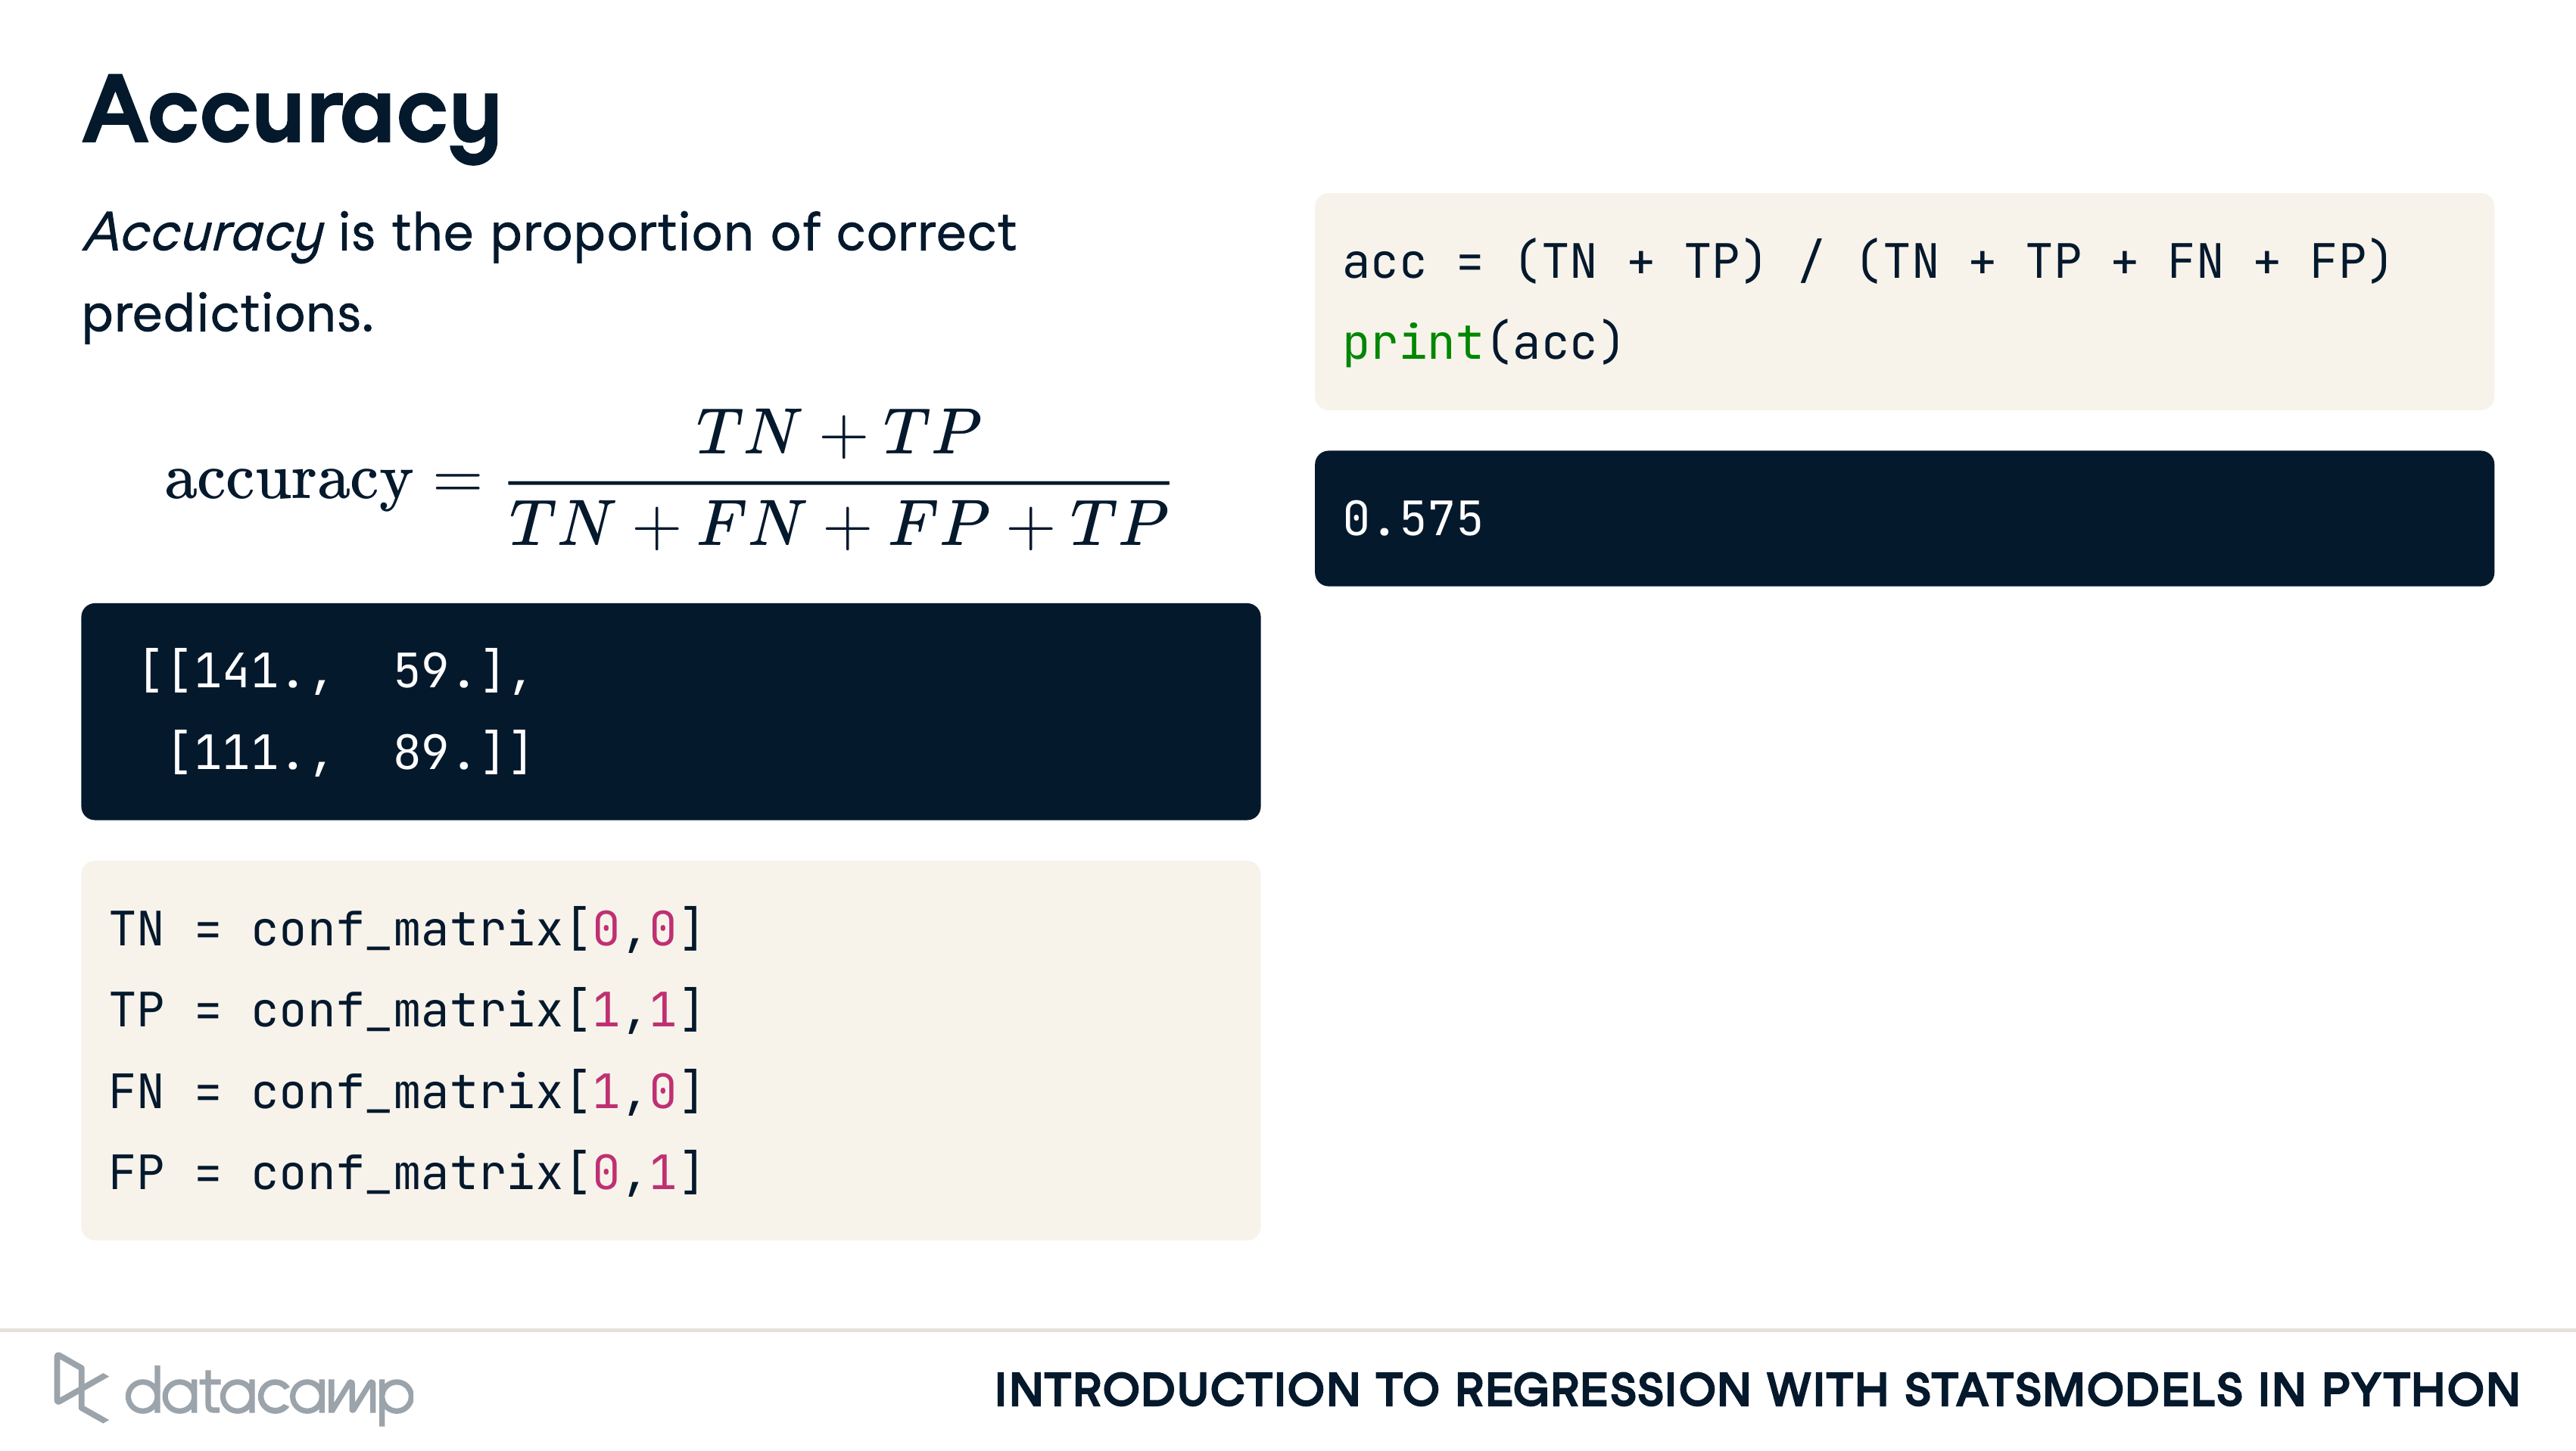 Accuracy
Accuracy is the proportion of correct
predictions.
accuracy = \frac{TN + TP}{TN + FN + FP + TP}
[[141.,  59.],
 [111.,  89.]]
TN = conf_matrix[0,0]
TP = conf_matrix[1,1]
FN = conf_matrix[1,0]
FP = conf_matrix[0,1]
acc = (TN + TP) / (TN + TP + FN + FP)
print(acc)
0.575
datacamp
INTRODUCTION TO REGRESSION WITH STATSMODELS IN PYTHON